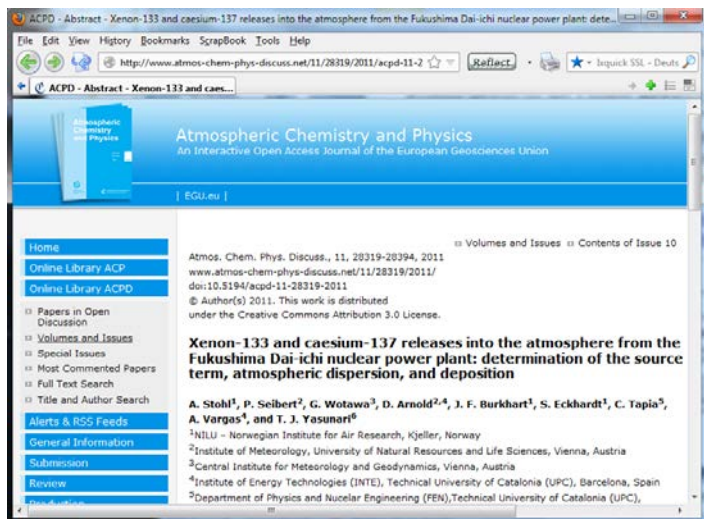 ACPD - Abstract - Xenon-133 and caesium-137 releases into the atmosphere from the Fukushima Dai-ichi nuclear power plant: dete...
File Edit View History Bookmarks ScrapBook Tools Help
http://www.atmos-chem-phys-discuss.net/11/28319/2011/acpd-11-2 Reflect Ixquick SSL - Deuts
ACPD - Abstract - Xenon-133 and caes...
Atmospheric Chemistry and Physics
Atmospheric Chemistry and Physics
An Interactive Open Access Journal of the European Geosciences Union
| EGU.eu |
Home
Online Library ACP
Online Library ACPD
Papers in Open
Discussion
Volumes and Issues
Special Issues
Most Commented Papers
Full Text Search
Title and Author Search
Alerts & RSS Feeds
General Information
Submission
Review
Production
Volumes and Issues Contents of Issue 10
Atmos. Chem. Phys. Discuss., 11, 28319-28394, 2011
www.atmos-chem-phys-discuss.net/11/28319/2011/
doi:10.5194/acpd-11-28319-2011
© Author(s) 2011. This work is distributed
under the Creative Commons Attribution 3.0 License.
Xenon-133 and caesium-137 releases into the atmosphere from the
Fukushima Dai-ichi nuclear power plant: determination of the source
term, atmospheric dispersion, and deposition
A. Stohl1, P. Seibert2, G. Wotawa3, D. Arnold2,4, J. F. Burkhart1, S. Eckhardt1, C. Tapia5,
A. Vargas4, and T. J. Yasunari6
1NILU – Norwegian Institute for Air Research, Kjeller, Norway
2Institute of Meteorology, University of Natural Resources and Life Sciences, Vienna, Austria
3Central Institute for Meteorology and Geodynamics, Vienna, Austria
4Institute of Energy Technologies (INTE), Technical University of Catalonia (UPC), Barcelona, Spain
5Department of Physics and Nucelar Engineering (FEN),Technical University of Catalonia (UPC),